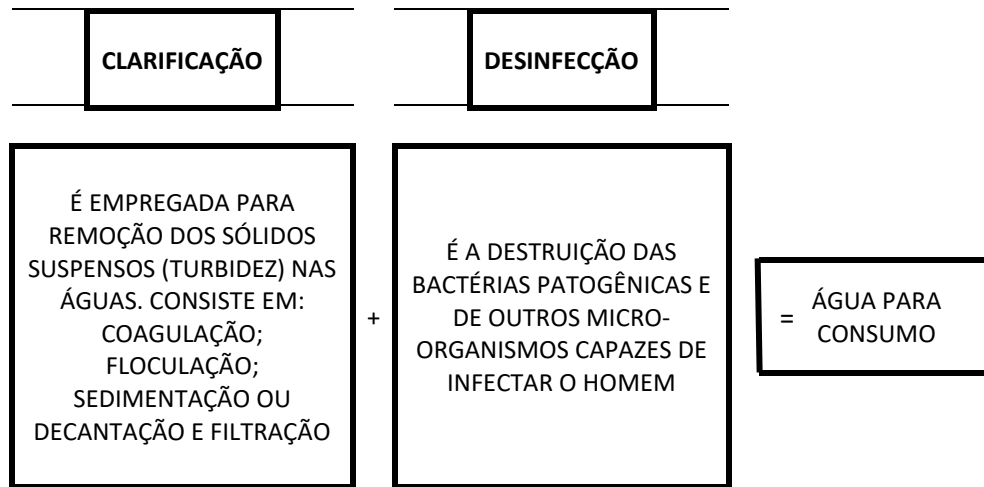 CLARIFICAÇÃO
DESINFECÇÃO
É EMPREGADA PARA
REMOÇÃO DOS SÓLIDOS
SUSPENSOS (TURBIDEZ) NAS
ÁGUAS. CONSISTE EM:
COAGULAÇÃO;
FLOCULAÇÃO;
SEDIMENTAÇÃO OU
DECANTAÇÃO E FILTRAÇÃO
+
É A DESTRUIÇÃO DAS
BACTÉRIAS PATOGÊNICAS E
DE OUTROS MICRO-
ORGANISMOS CAPAZES DE
INFECTAR O HOMEM
=
ÁGUA PARA
CONSUMO